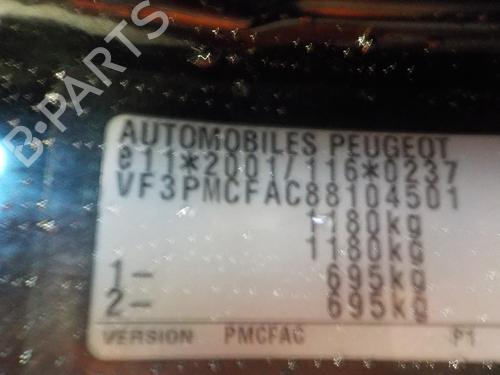 B-PARTS
AUTOMOBILES PEUGEOT
e11*2001/116*0237
VF3PMCFAC88104501
1180kg
1180kg
1- 695kg
2- 695kg
VERSION PMCFAC P1